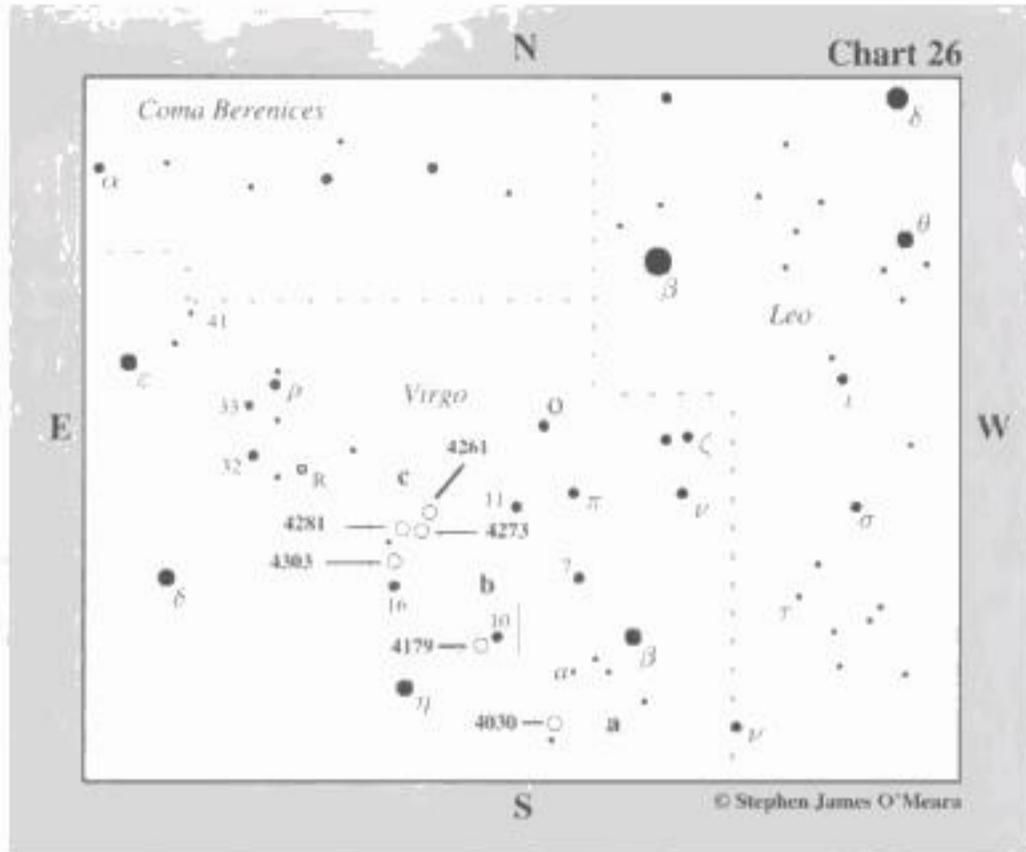 N
Chart 26
Coma Berenices
δ
α
θ
β
Leo
41
ε
ρ
Virgo
ι
33
O
E
W
4261
ζ
32
R
c
11
π
ν
σ
4281
4273
4303
7
δ
b
16
τ
10
4179
β
a
η
4030
a
ν
S
© Stephen James O'Meara